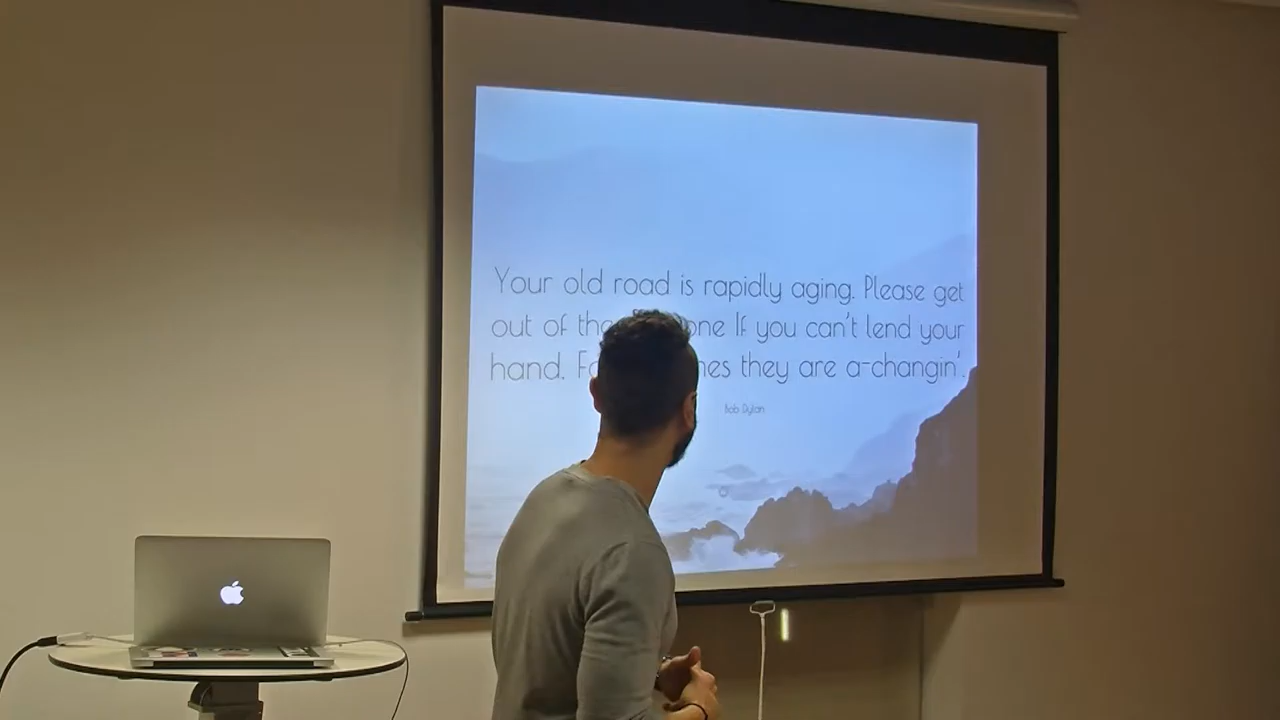 Your old road is rapidly aging. Please get
out of the one If you can't lend your
hand. they are a-changin'.
Bob Dylan